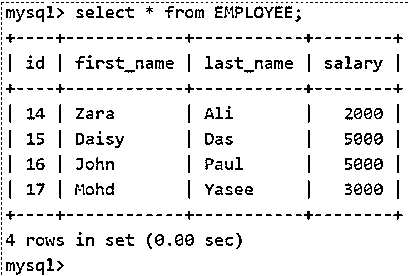 mysql> select * from EMPLOYEE;
+----+------------+-----------+--------+
| id | first_name | last_name | salary |
+----+------------+-----------+--------+
| 14 | Zara       | Ali       |   2000 |
| 15 | Daisy      | Das       |   5000 |
| 16 | John       | Paul      |   5000 |
| 17 | Mohd       | Yasee     |   3000 |
+----+------------+-----------+--------+
4 rows in set (0.00 sec)
mysql>